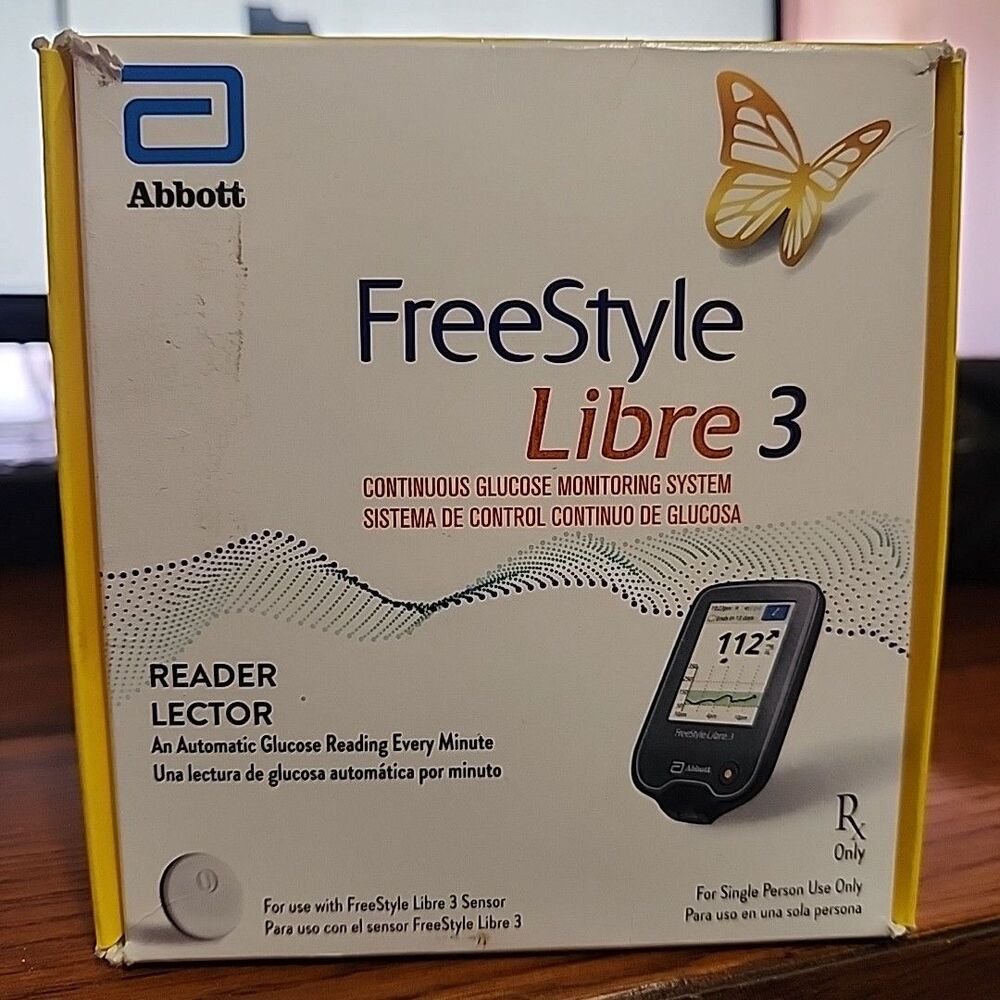 Abbott
FreeStyle
Libre 3
CONTINUOUS GLUCOSE MONITORING SYSTEM
SISTEMA DE CONTROL CONTINUO DE GLUCOSA
112
READER
LECTOR
An Automatic Glucose Reading Every Minute
Una lectura de glucosa automática por minuto
FreeStyle Libre 3
Abbott
Rx
Only
For use with FreeStyle Libre 3 Sensor
Para uso con el sensor FreeStyle Libre 3
For Single Person Use Only
Para uso en una sola persona